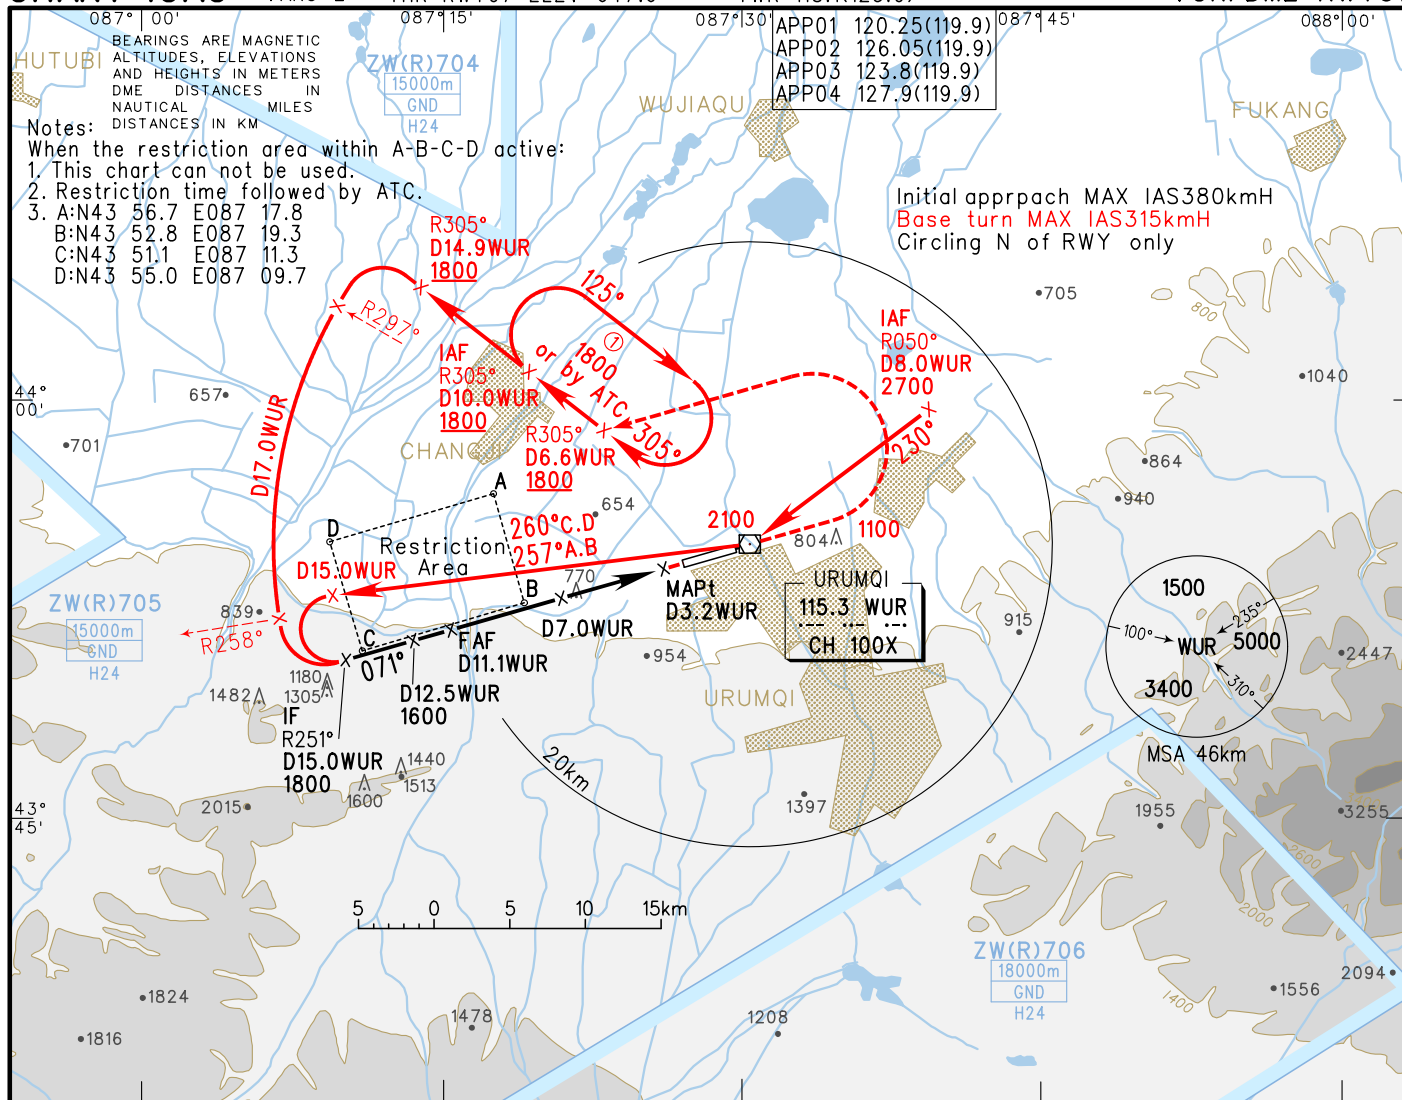 087° 00'
087°15'
087°30'
087°45'
088° 00'
BEARINGS ARE MAGNETIC
ALTITUDES, ELEVATIONS
AND HEIGHTS IN METERS
DME DISTANCES IN
NAUTICAL MILES
DISTANCES IN KM
HUTUBI
ZW(R)704
15000m
GND
H24
APP01 120.25(119.9)
APP02 126.05(119.9)
APP03 123.8(119.9)
APP04 127.9(119.9)
WUJIAQU
FUKANG
Notes:
When the restriction area within A-B-C-D active:
1. This chart can not be used.
2. Restriction time followed by ATC.
3. A:N43 56.7 E087 17.8
B:N43 52.8 E087 19.3
C:N43 51.1 E087 11.3
D:N43 55.0 E087 09.7
Initial apprpach MAX IAS380kmH
Base turn MAX IAS315kmH
Circling N of RWY only
R305°
D14.9WUR
1800
R297°
125°
1
1800
or by ATC
305°
IAF
R305°
D10.0WUR
1800
R305°
D6.6WUR
1800
IAF
R050°
D8.0WUR
2700
230°
705
800
1040
44°
00'
657
701
D17.0WUR
CHANGJI
864
940
A
D
Restriction
Area
B
C
654
260°C.D
257°A.B
2100
1100
804
D15.0WUR
770
MAPt
D3.2WUR
URUMQI
115.3 WUR
CH 100X
ZW(R)705
15000m
GND
H24
839
R258°
071°
FAF
D11.1WUR
D7.0WUR
954
915
1500
235°
100°
WUR
5000
3400
310°
MSA 46km
2447
1180
1305
1482
D12.5WUR
1600
IF
R251°
D15.0WUR
1800
URUMQI
1440
1513
1600
20km
2015
1397
1955
3255
43°
45'
2600
2000
5 0 5 10 15km
ZW(R)706
18000m
GND
H24
1400
1556
2094
1824
1816
1478
1208